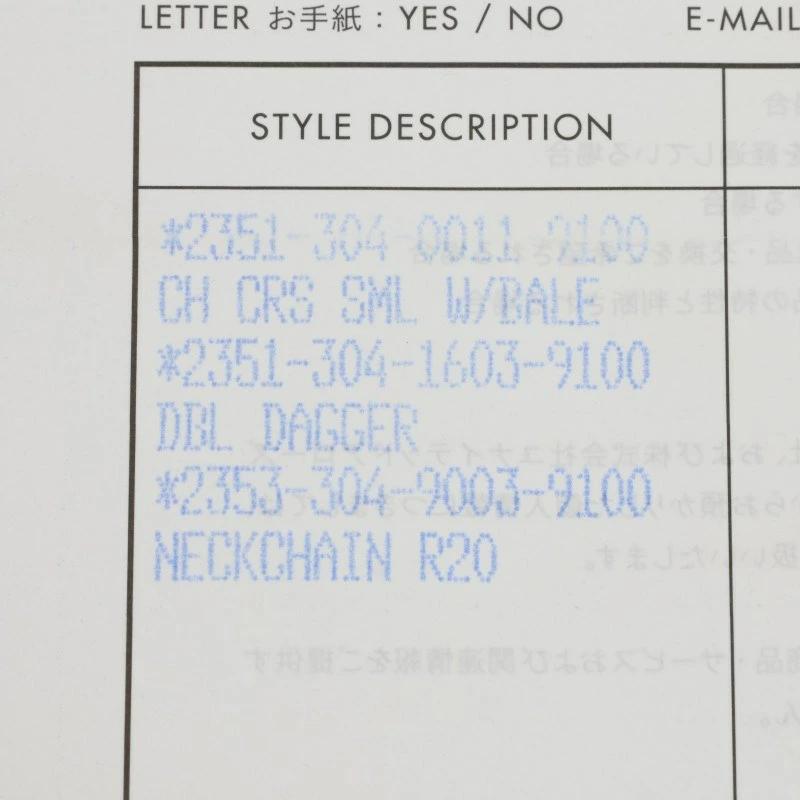 LETTER お手紙 : YES / NO E-MAIL
STYLE DESCRIPTION
*2351-304-0011-9100
CH CRS SML W/BALE
*2351-304-1603-9100
DBL DAGGER
*2353-304-9003-9100
NECKCHAIN R20